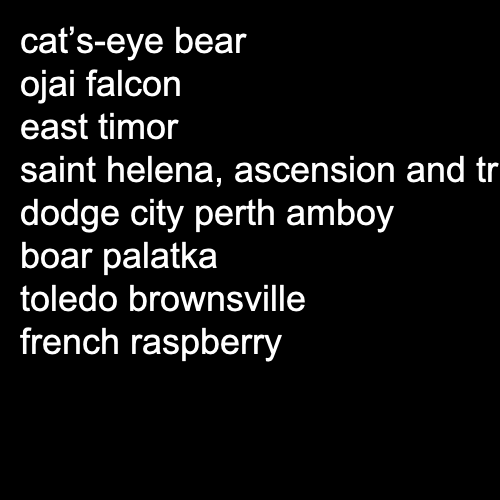 cat’s-eye bear
ojai falcon
east timor
saint helena, ascension and
dodge city perth amboy
boar palatka
toledo brownsville
french raspberry